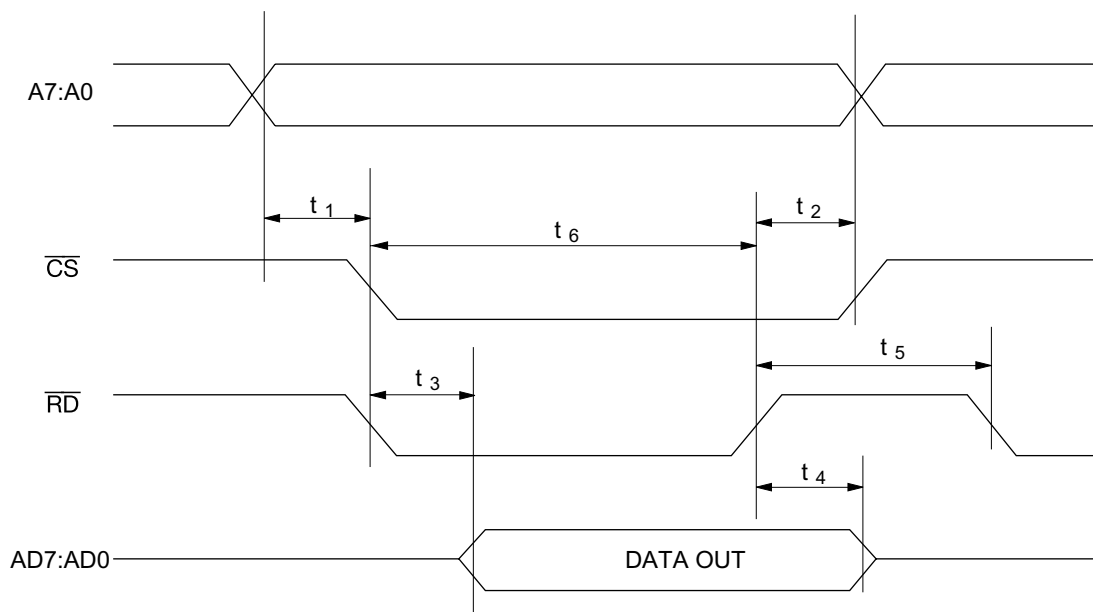 A7:A0
t 1
t 2
t 6
CS
t 5
t 3
RD
t 4
AD7:AD0
DATA OUT